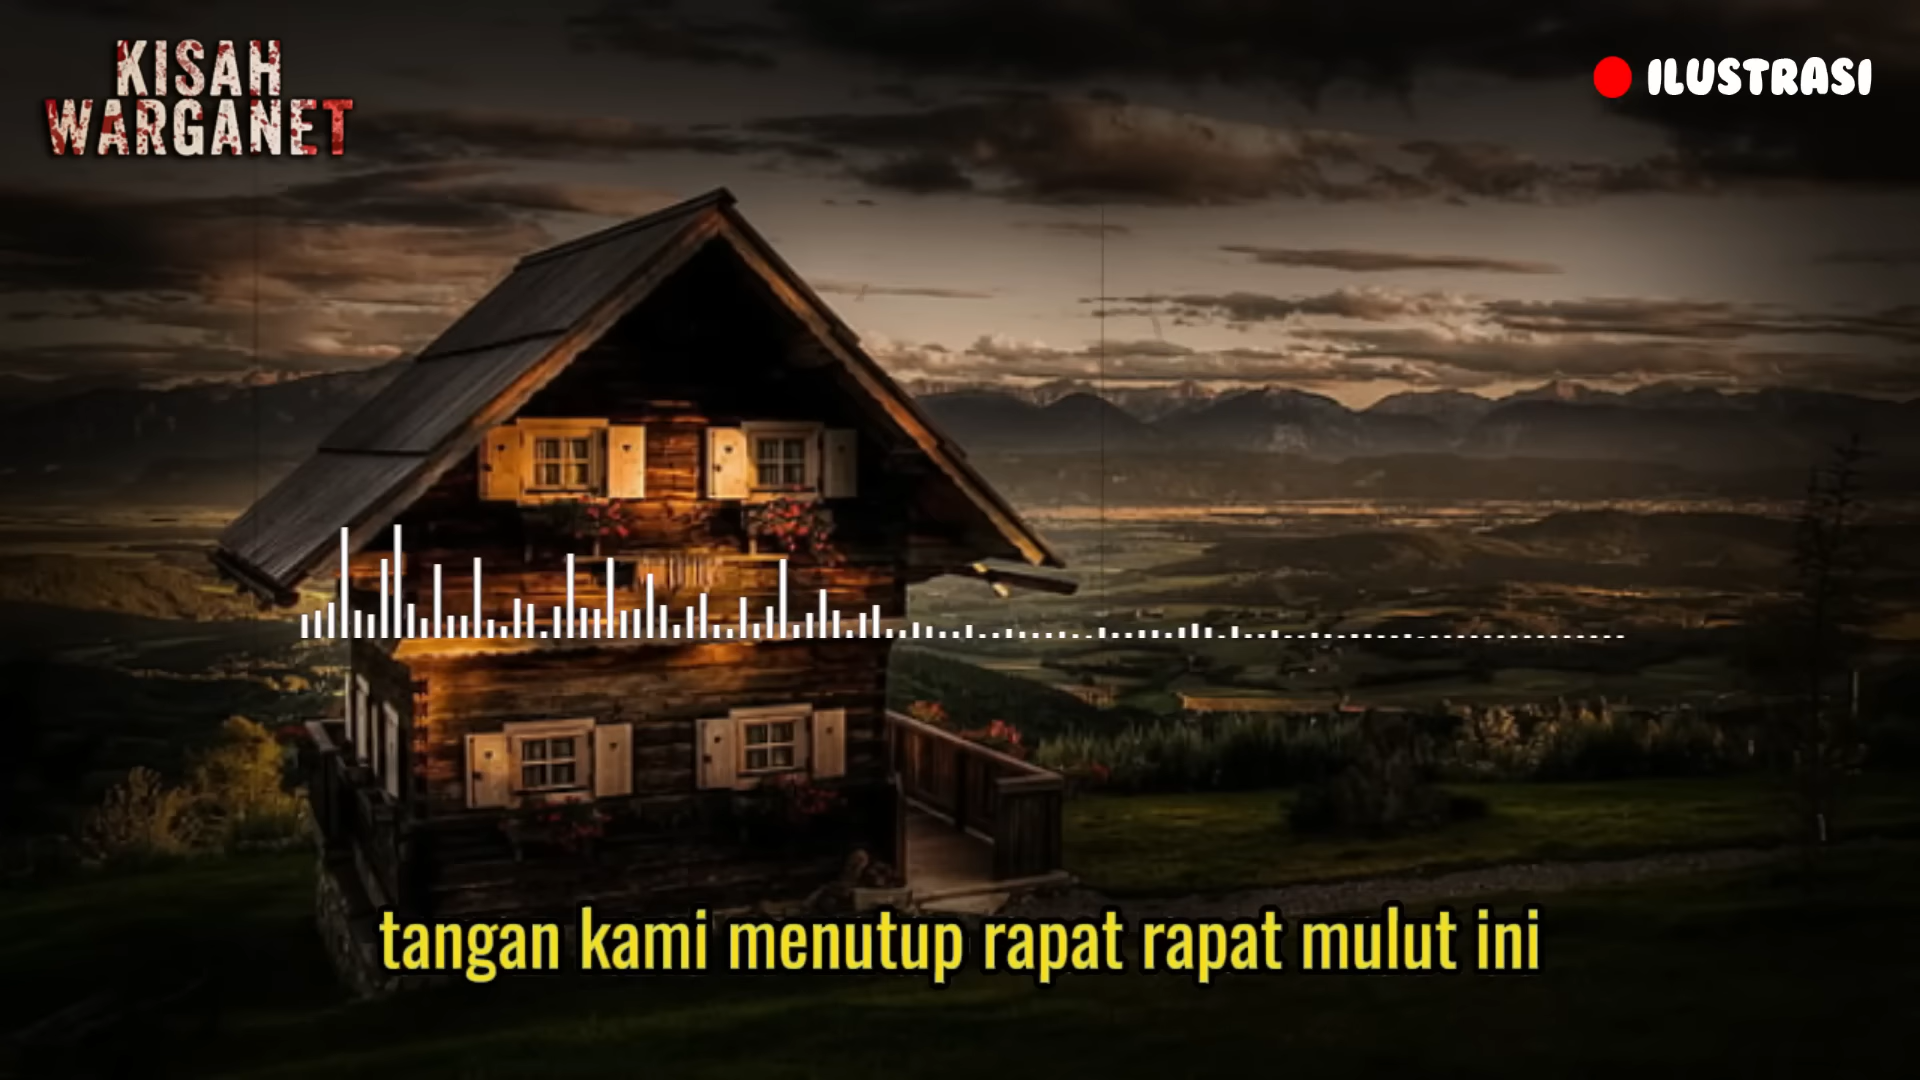 KISAH
WARGANET
ILUSTRASI
tangan kami menutup rapat rapat mulut ini